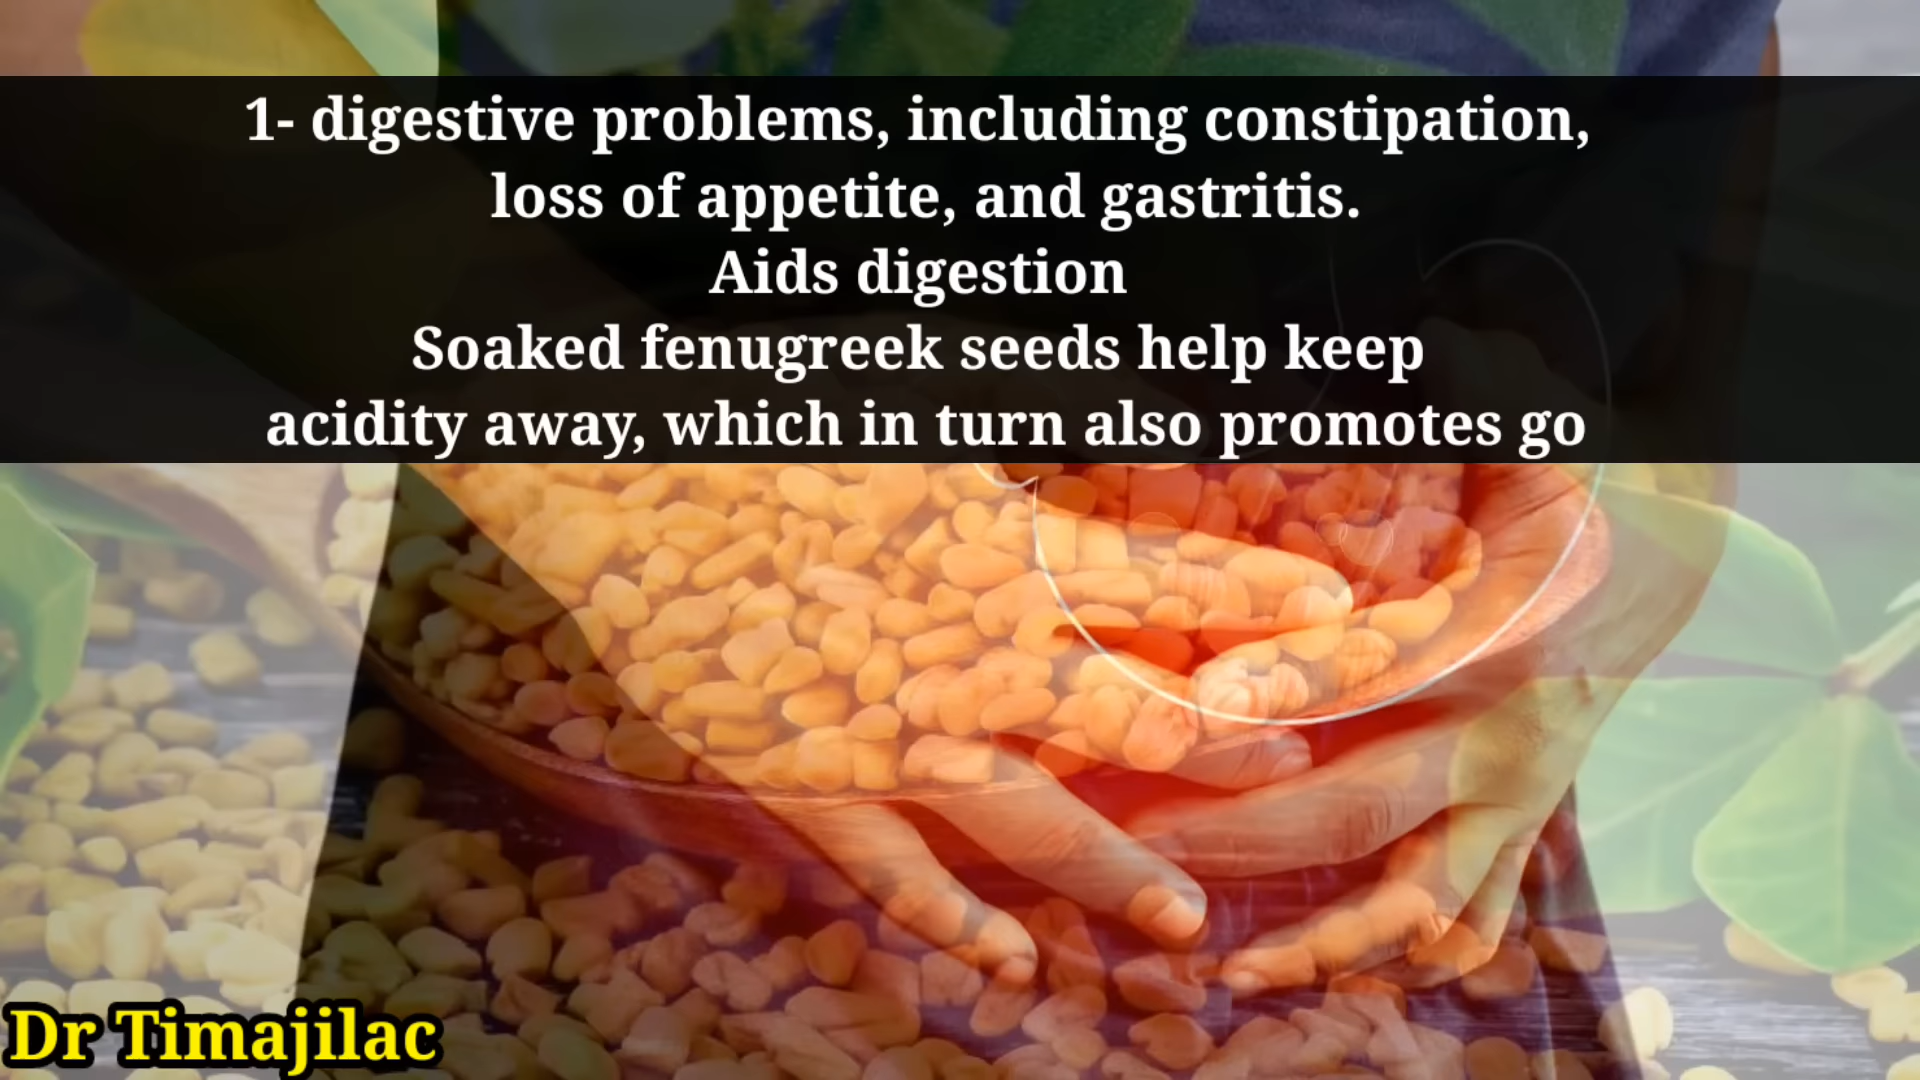 1- digestive problems, including constipation,
loss of appetite, and gastritis.
Aids digestion
Soaked fenugreek seeds help keep
acidity away, which in turn also promotes go
Dr Timajilac